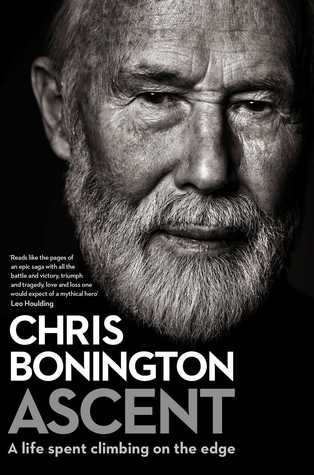 'Reads like the pages of
an epic saga with all the
battle and victory, triumph
and tragedy, love and loss one
would expect of a mythical hero'
Leo Houlding
CHRIS
BONINGTON
ASCENT
A life spent climbing on the edge